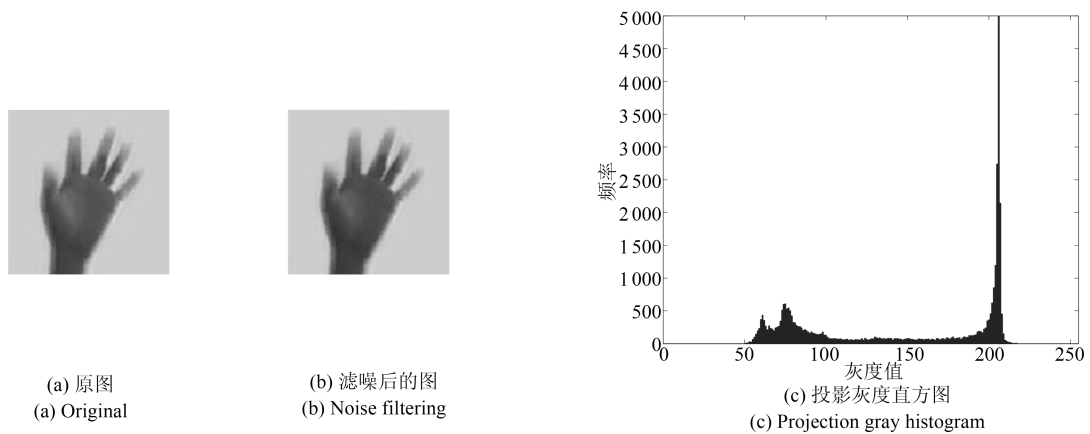 5 000
4 500
4 000
3 500
3 000
2 500
2 000
1 500
1 000
500
0
频率
0 50 100 150 200 250
灰度值
(a) 原图
(a) Original
(b) 滤噪后的图
(b) Noise filtering
(c) 投影灰度直方图
(c) Projection gray histogram